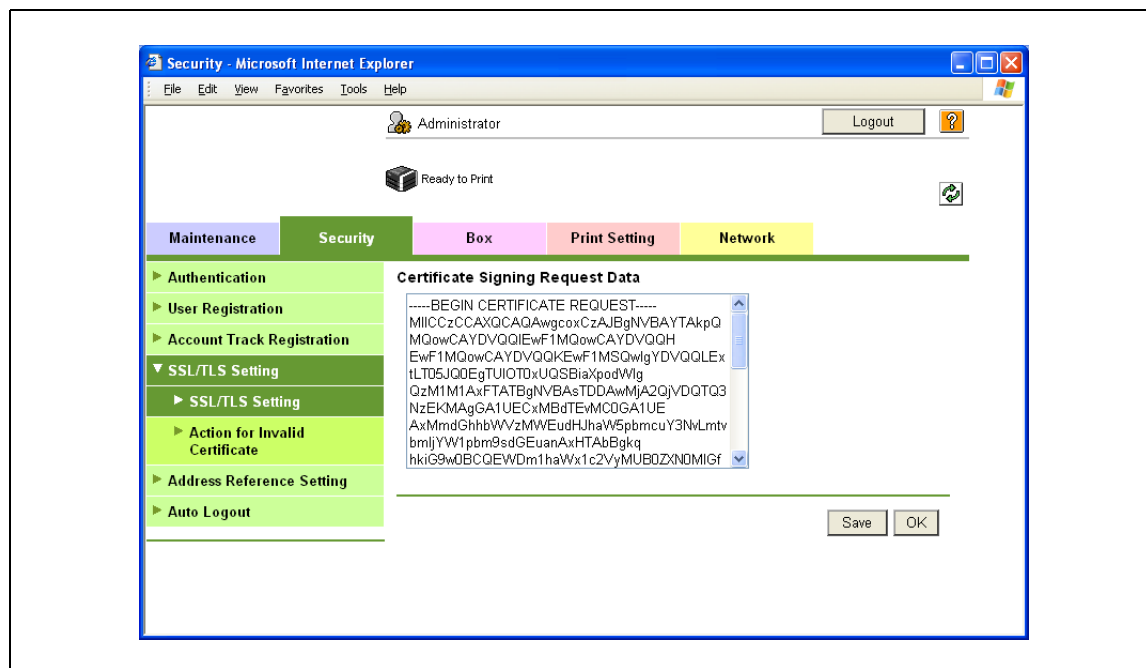 Security - Microsoft Internet Explorer
File Edit View Favorites Tools Help
Administrator
Logout
?
Ready to Print
Maintenance Security Box Print Setting Network
Authentication
User Registration
Account Track Registration
SSL/TLS Setting
SSL/TLS Setting
Action for Invalid
Certificate
Address Reference Setting
Auto Logout
Certificate Signing Request Data
-----BEGIN CERTIFICATE REQUEST-----
MIICCzCCAXQCAQAwgcoxCzAJBgNVBAYTAkpQ
MQowCAYDVQQIEwF1MQowCAYDVQQH
EwF1MQowCAYDVQQKEwF1MSQwIgYDVQQLEx
tLT05JQ0EgTUlOT0xUQSBiaXpodWIg
QzM1M1AxFTATBgNVBAsTDDAwMjA2QjVDQTQ3
NzEKMAgGA1UECxMBdTEvMC0GA1UE
AxMmdGhhbWVzMWEudHJhaW5pbmcuY3NvLmtv
bmljYW1pbm9sdGEuanAxHTAbBgkq
hkiG9w0BCQEWDm1haWx1c2VyMUB0ZXN0MIGf
Save OK